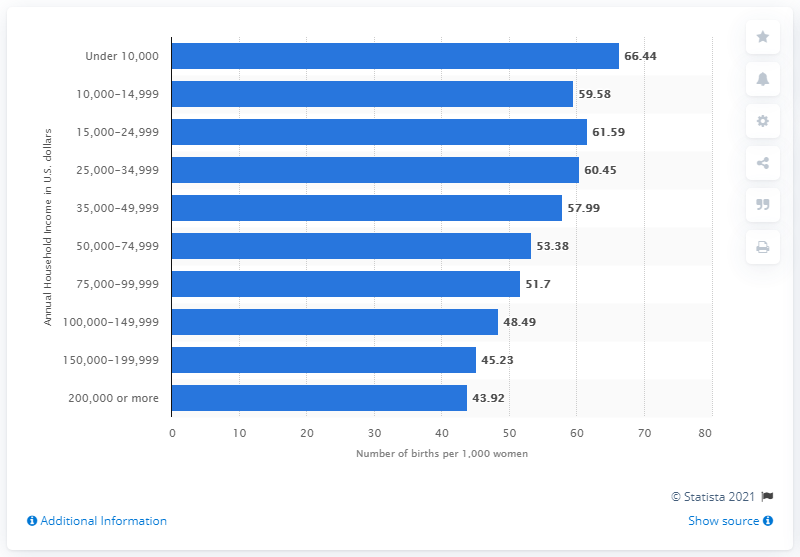 Annual Household Income in U.S. dollars
Under 10,000 66.44
10,000–14,999 59.58
15,000–24,999 61.59
25,000–34,999 60.45
35,000–49,999 57.99
50,000–74,999 53.38
75,000–99,999 51.7
100,000–149,999 48.49
150,000–199,999 45.23
200,000 or more 43.92
0 10 20 30 40 50 60 70 80
Number of births per 1,000 women
© Statista 2021
Additional Information Show source